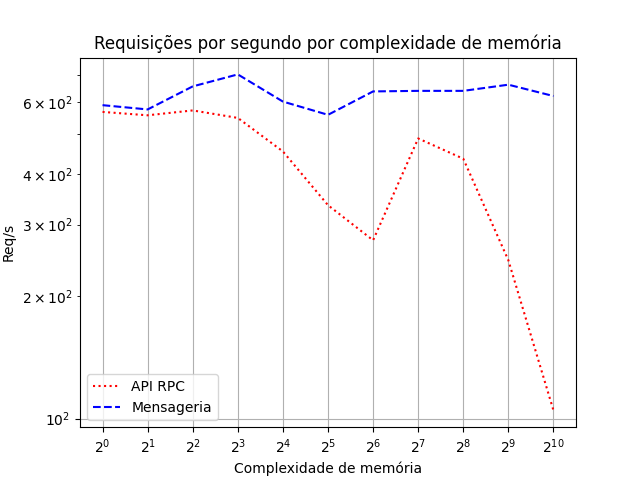 Requisições por segundo por complexidade de memória
Req/s
6 × 10²
4 × 10²
3 × 10²
2 × 10²
10²
API RPC
Mensageria
2⁰ 2¹ 2² 2³ 2⁴ 2⁵ 2⁶ 2⁷ 2⁸ 2⁹ 2¹⁰
Complexidade de memória